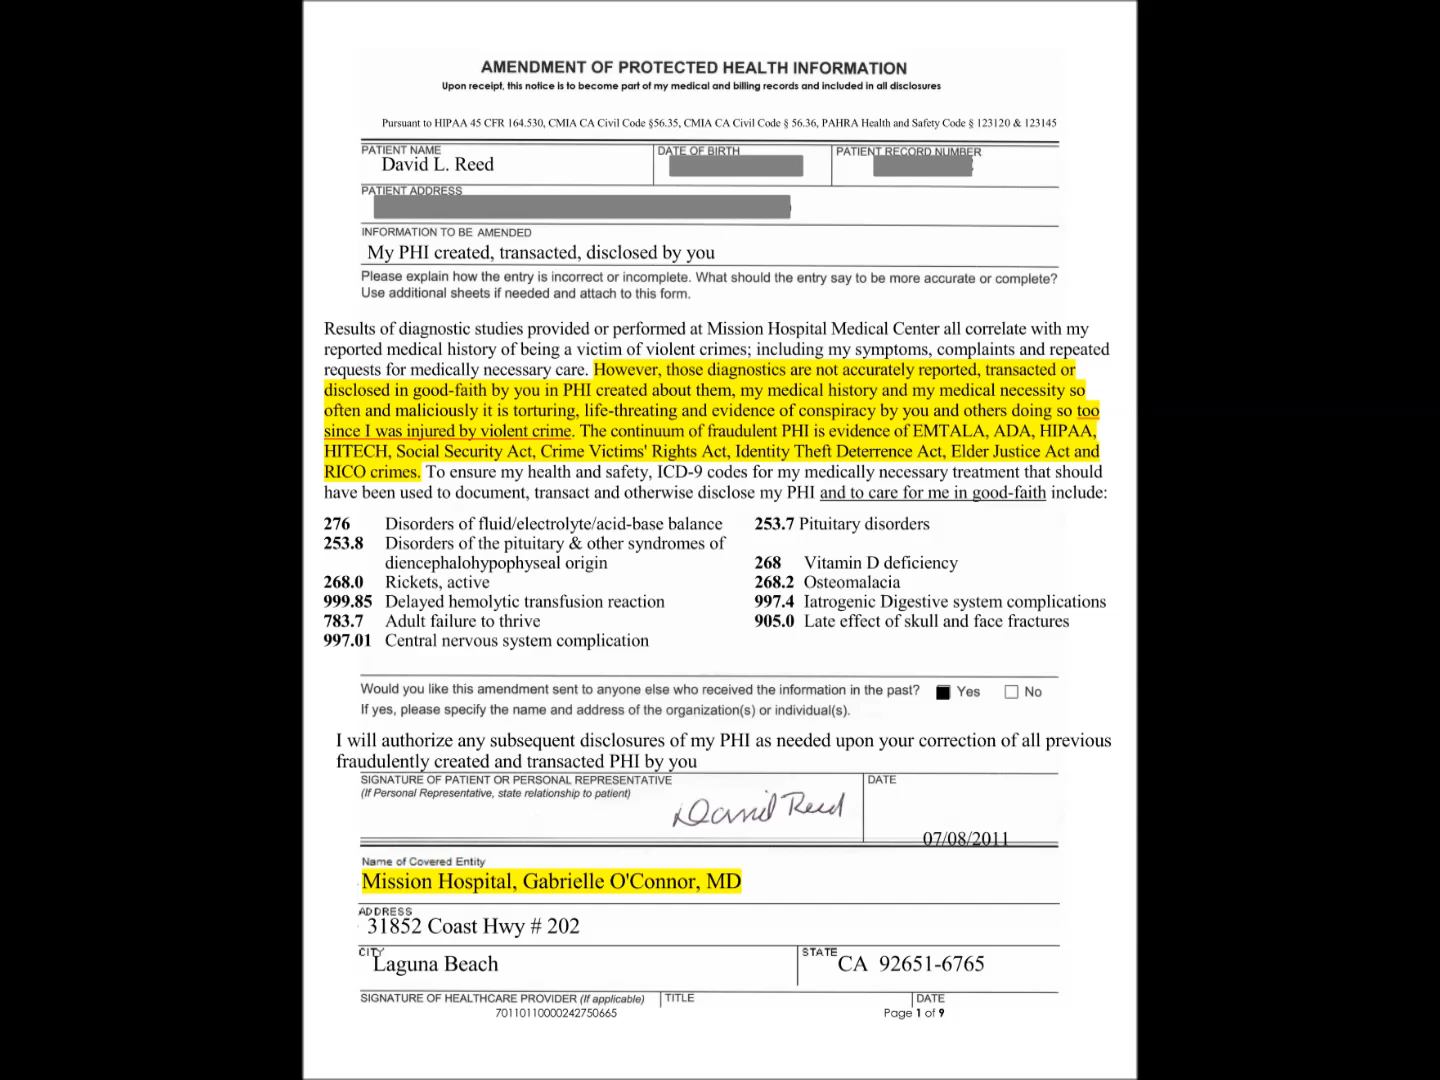 AMENDMENT OF PROTECTED HEALTH INFORMATION
Upon receipt, this notice is to become part of my medical and billing records and included in all disclosures
Pursuant to HIPAA 45 CFR 164.530, CMIA CA Civil Code §56.35, CMIA CA Civil Code § 56.36, PAHRA Health and Safety Code § 123120 & 123145
PATIENT NAME DATE OF BIRTH PATIENT RECORD NUMBER
David L. Reed
PATIENT ADDRESS
INFORMATION TO BE AMENDED
My PHI created, transacted, disclosed by you
Please explain how the entry is incorrect or incomplete. What should the entry say to be more accurate or complete?
Use additional sheets if needed and attach to this form.
Results of diagnostic studies provided or performed at Mission Hospital Medical Center all correlate with my
reported medical history of being a victim of violent crimes; including my symptoms, complaints and repeated
requests for medically necessary care. However, those diagnostics are not accurately reported, transacted or
disclosed in good-faith by you in PHI created about them, my medical history and my medical necessity so
often and maliciously it is torturing, life-threating and evidence of conspiracy by you and others doing so too
since I was injured by violent crime. The continuum of fraudulent PHI is evidence of EMTALA, ADA, HIPAA,
HITECH, Social Security Act, Crime Victims' Rights Act, Identity Theft Deterrence Act, Elder Justice Act and
RICO crimes. To ensure my health and safety, ICD-9 codes for my medically necessary treatment that should
have been used to document, transact and otherwise disclose my PHI and to care for me in good-faith include:
276 Disorders of fluid/electrolyte/acid-base balance 253.7 Pituitary disorders
253.8 Disorders of the pituitary & other syndromes of
diencephalohypophyseal origin 268 Vitamin D deficiency
268.0 Rickets, active 268.2 Osteomalacia
999.85 Delayed hemolytic transfusion reaction 997.4 Iatrogenic Digestive system complications
783.7 Adult failure to thrive 905.0 Late effect of skull and face fractures
997.01 Central nervous system complication
Would you like this amendment sent to anyone else who received the information in the past? Yes No
If yes, please specify the name and address of the organization(s) or individual(s).
I will authorize any subsequent disclosures of my PHI as needed upon your correction of all previous
fraudulently created and transacted PHI by you
SIGNATURE OF PATIENT OR PERSONAL REPRESENTATIVE DATE
(If Personal Representative, state relationship to patient)
David Reed
07/08/2011
Name of Covered Entity
Mission Hospital, Gabrielle O'Connor, MD
ADDRESS
31852 Coast Hwy # 202
CITY STATE
Laguna Beach CA 92651-6765
SIGNATURE OF HEALTHCARE PROVIDER (If applicable) TITLE DATE
70110110000242750665 Page 1 of 9